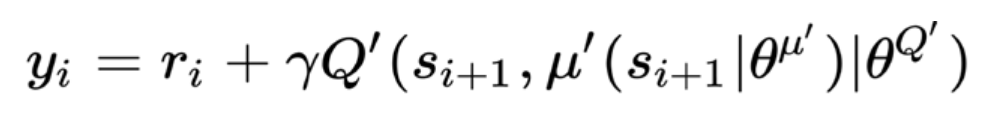 y_i = r_i + γQ′(s_{i+1}, μ′(s_{i+1}|θ^{μ′})|θ^{Q′})